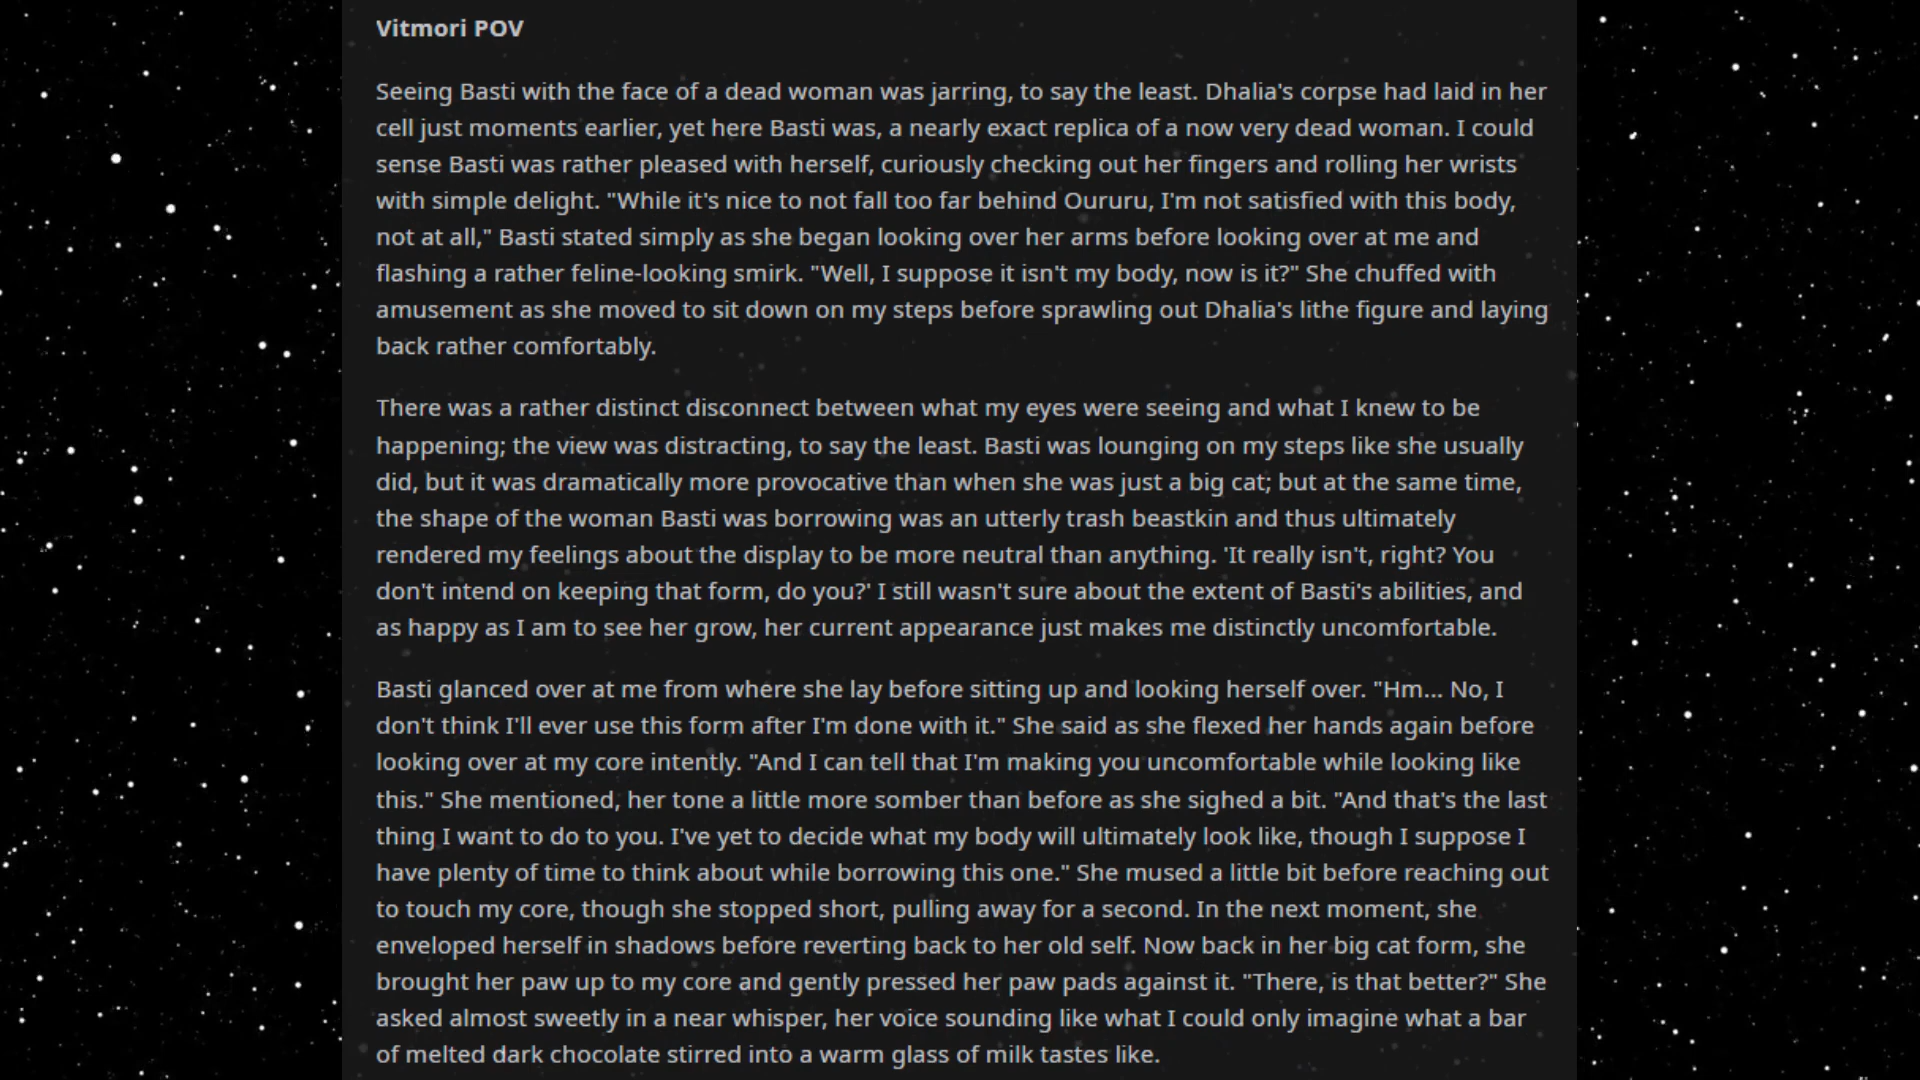 Vitmori POV
Seeing Basti with the face of a dead woman was jarring, to say the least. Dhalia's corpse had laid in her
cell just moments earlier, yet here Basti was, a nearly exact replica of a now very dead woman. I could
sense Basti was rather pleased with herself, curiously checking out her fingers and rolling her wrists
with simple delight. "While it's nice to not fall too far behind Oururu, I'm not satisfied with this body,
not at all," Basti stated simply as she began looking over her arms before looking over at me and
flashing a rather feline-looking smirk. "Well, I suppose it isn't my body, now is it?" She chuffed with
amusement as she moved to sit down on my steps before sprawling out Dhalia's lithe figure and laying
back rather comfortably.
There was a rather distinct disconnect between what my eyes were seeing and what I knew to be
happening; the view was distracting, to say the least. Basti was lounging on my steps like she usually
did, but it was dramatically more provocative than when she was just a big cat; but at the same time,
the shape of the woman Basti was borrowing was an utterly trash beastkin and thus ultimately
rendered my feelings about the display to be more neutral than anything. 'It really isn't, right? You
don't intend on keeping that form, do you?' I still wasn't sure about the extent of Basti's abilities, and
as happy as I am to see her grow, her current appearance just makes me distinctly uncomfortable.
Basti glanced over at me from where she lay before sitting up and looking herself over. "Hm... No, I
don't think I'll ever use this form after I'm done with it." She said as she flexed her hands again before
looking over at my core intently. "And I can tell that I'm making you uncomfortable while looking like
this." She mentioned, her tone a little more somber than before as she sighed a bit. "And that's the last
thing I want to do to you. I've yet to decide what my body will ultimately look like, though I suppose I
have plenty of time to think about while borrowing this one." She mused a little bit before reaching out
to touch my core, though she stopped short, pulling away for a second. In the next moment, she
enveloped herself in shadows before reverting back to her old self. Now back in her big cat form, she
brought her paw up to my core and gently pressed her paw pads against it. "There, is that better?" She
asked almost sweetly in a near whisper, her voice sounding like what I could only imagine what a bar
of melted dark chocolate stirred into a warm glass of milk tastes like.